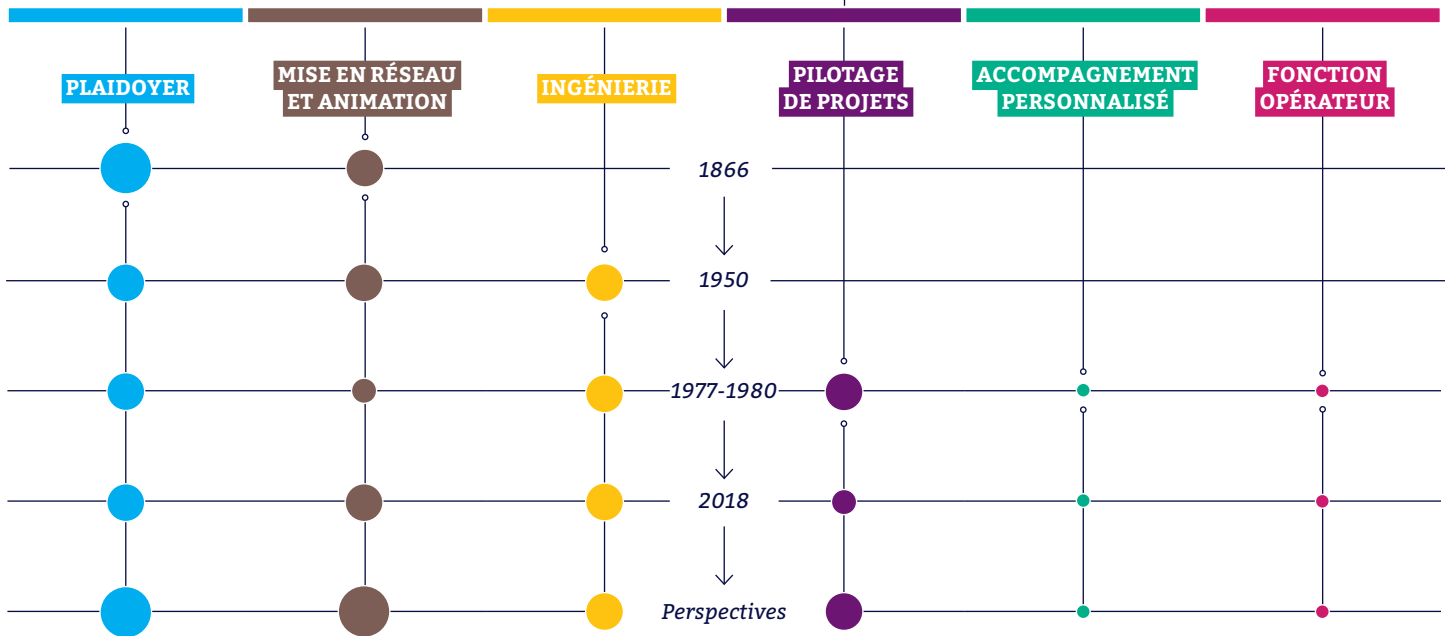 PLAIDOYER
MISE EN RÉSEAU
ET ANIMATION
INGÉNIERIE
PILOTAGE
DE PROJETS
ACCOMPAGNEMENT
PERSONNALISÉ
FONCTION
OPÉRATEUR
1866
1950
1977-1980
2018
Perspectives